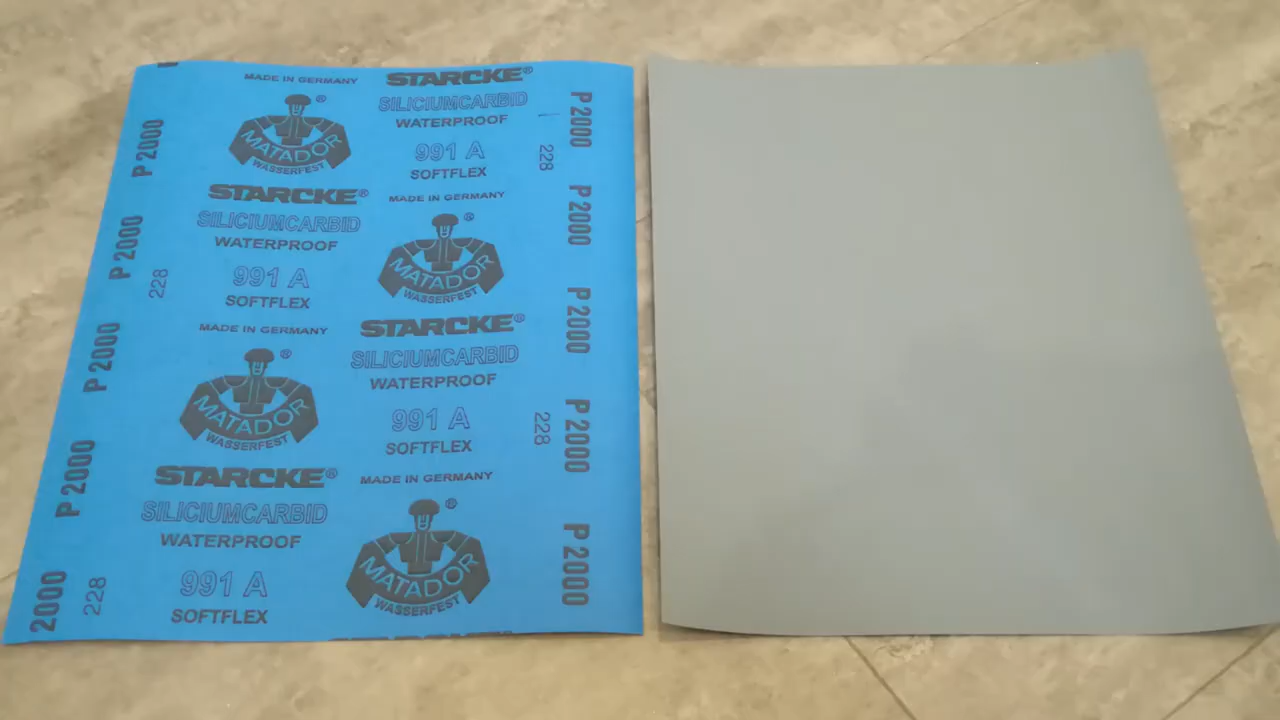 MADE IN GERMANY
STARCKE®
SILICIUMCARBID
WATERPROOF
991 A
SOFTFLEX
®
MATADOR
WASSERFEST
P 2000
P 2000
228
STARCKE®
SILICIUMCARBID
WATERPROOF
991 A
SOFTFLEX
MADE IN GERMANY
®
MATADOR
WASSERFEST
P 2000
P 2000
228
MADE IN GERMANY
STARCKE®
SILICIUMCARBID
WATERPROOF
991 A
SOFTFLEX
®
MATADOR
WASSERFEST
P 2000
P 2000
228
STARCKE®
SILICIUMCARBID
WATERPROOF
991 A
SOFTFLEX
MADE IN GERMANY
®
MATADOR
WASSERFEST
P 2000
P 2000
2000
228
P 2000